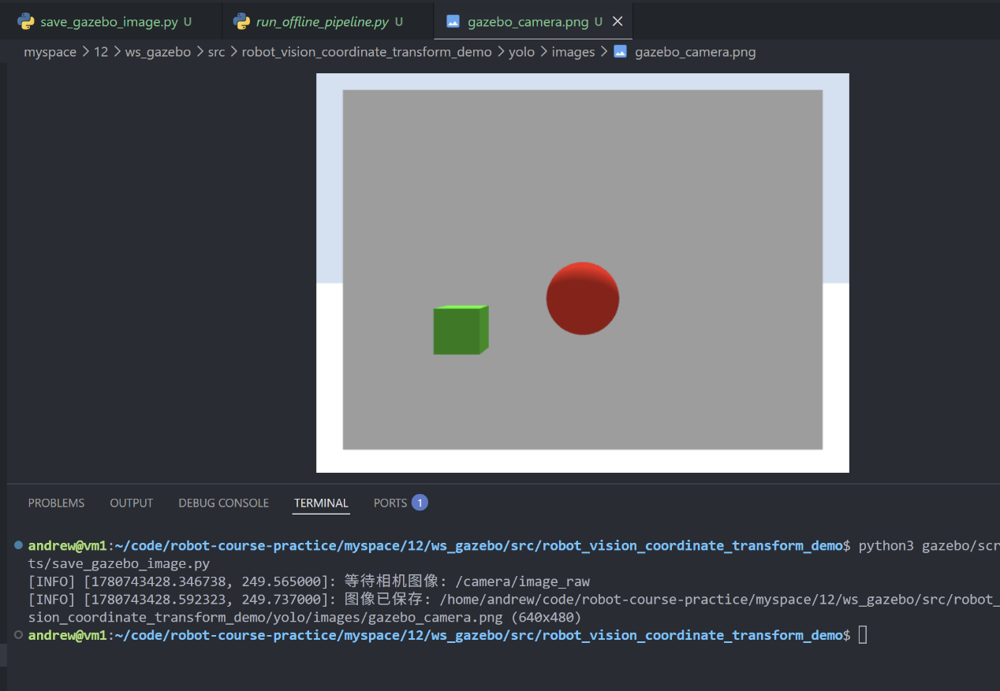 save_gazebo_image.py U run_offline_pipeline.py U gazebo_camera.png U
myspace > 12 > ws_gazebo > src > robot_vision_coordinate_transform_demo > yolo > images > gazebo_camera.png
PROBLEMS OUTPUT DEBUG CONSOLE TERMINAL PORTS 1
andrew@vm1:~/code/robot-course-practice/myspace/12/ws_gazebo/src/robot_vision_coordinate_transform_demo$ python3 gazebo/scr
ts/save_gazebo_image.py
[INFO] [1780743428.346738, 249.565000]: 等待相机图像: /camera/image_raw
[INFO] [1780743428.592323, 249.737000]: 图像已保存: /home/andrew/code/robot-course-practice/myspace/12/ws_gazebo/src/robot_
sion_coordinate_transform_demo/yolo/images/gazebo_camera.png (640x480)
andrew@vm1:~/code/robot-course-practice/myspace/12/ws_gazebo/src/robot_vision_coordinate_transform_demo$